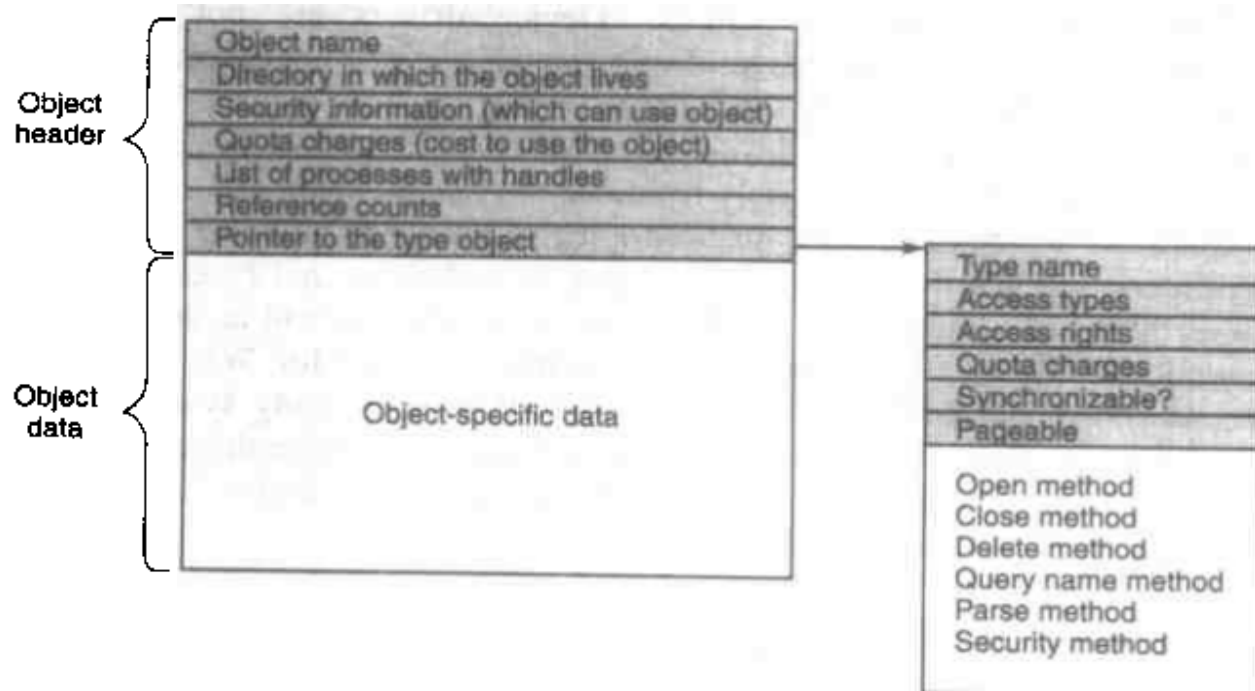 Object header
Object name
Directory in which the object lives
Security information (which can use object)
Quota charges (cost to use the object)
List of processes with handles
Reference counts
Pointer to the type object
Object data
Object-specific data
Type name
Access types
Access rights
Quota charges
Synchronizable?
Pageable
Open method
Close method
Delete method
Query name method
Parse method
Security method